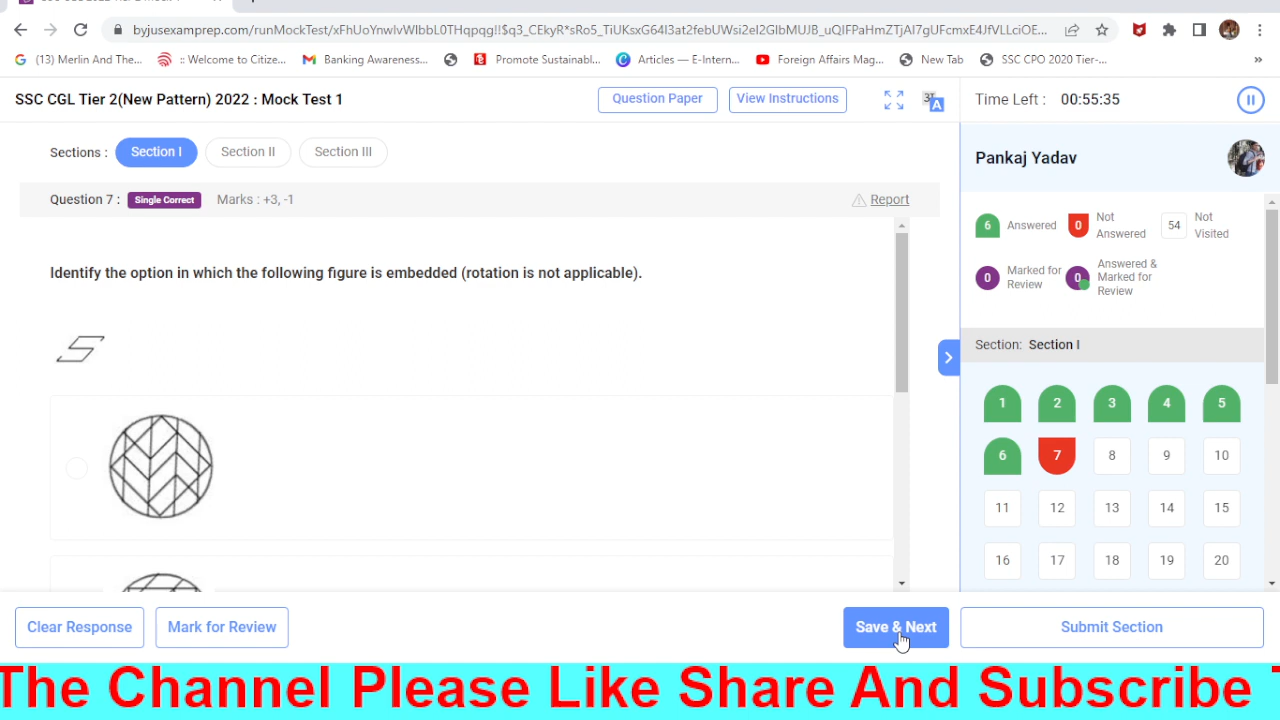 byjusexamprep.com/runMockTest/xFhUoYnwIvWIbbL0THqpqg!!$q3_CEkyR*sRo5_TiUKsxG64I3at2febUWsi2eI2GIbMUJB_uQIFPaHmZTjAI7gUFcmxE4JfVLLciOE...
(13) Merlin And The...
:: Welcome to Citize...
Banking Awareness...
Promote Sustainabl...
Articles — E-Intern...
Foreign Affairs Mag...
New Tab
SSC CPO 2020 Tier-...
»
SSC CGL Tier 2(New Pattern) 2022 : Mock Test 1
Question Paper
View Instructions
Time Left : 00:55:35
Sections : Section I Section II Section III
Pankaj Yadav
Question 7 : Single Correct Marks : +3, -1
Report
6 Answered
0 Not Answered
54 Not Visited
0 Marked for Review
0 Answered & Marked for Review
Identify the option in which the following figure is embedded (rotation is not applicable).
Section: Section I
1 2 3 4 5
6 7 8 9 10
11 12 13 14 15
16 17 18 19 20
Clear Response
Mark for Review
Save & Next
Submit Section
The Channel Please Like Share And Subscribe